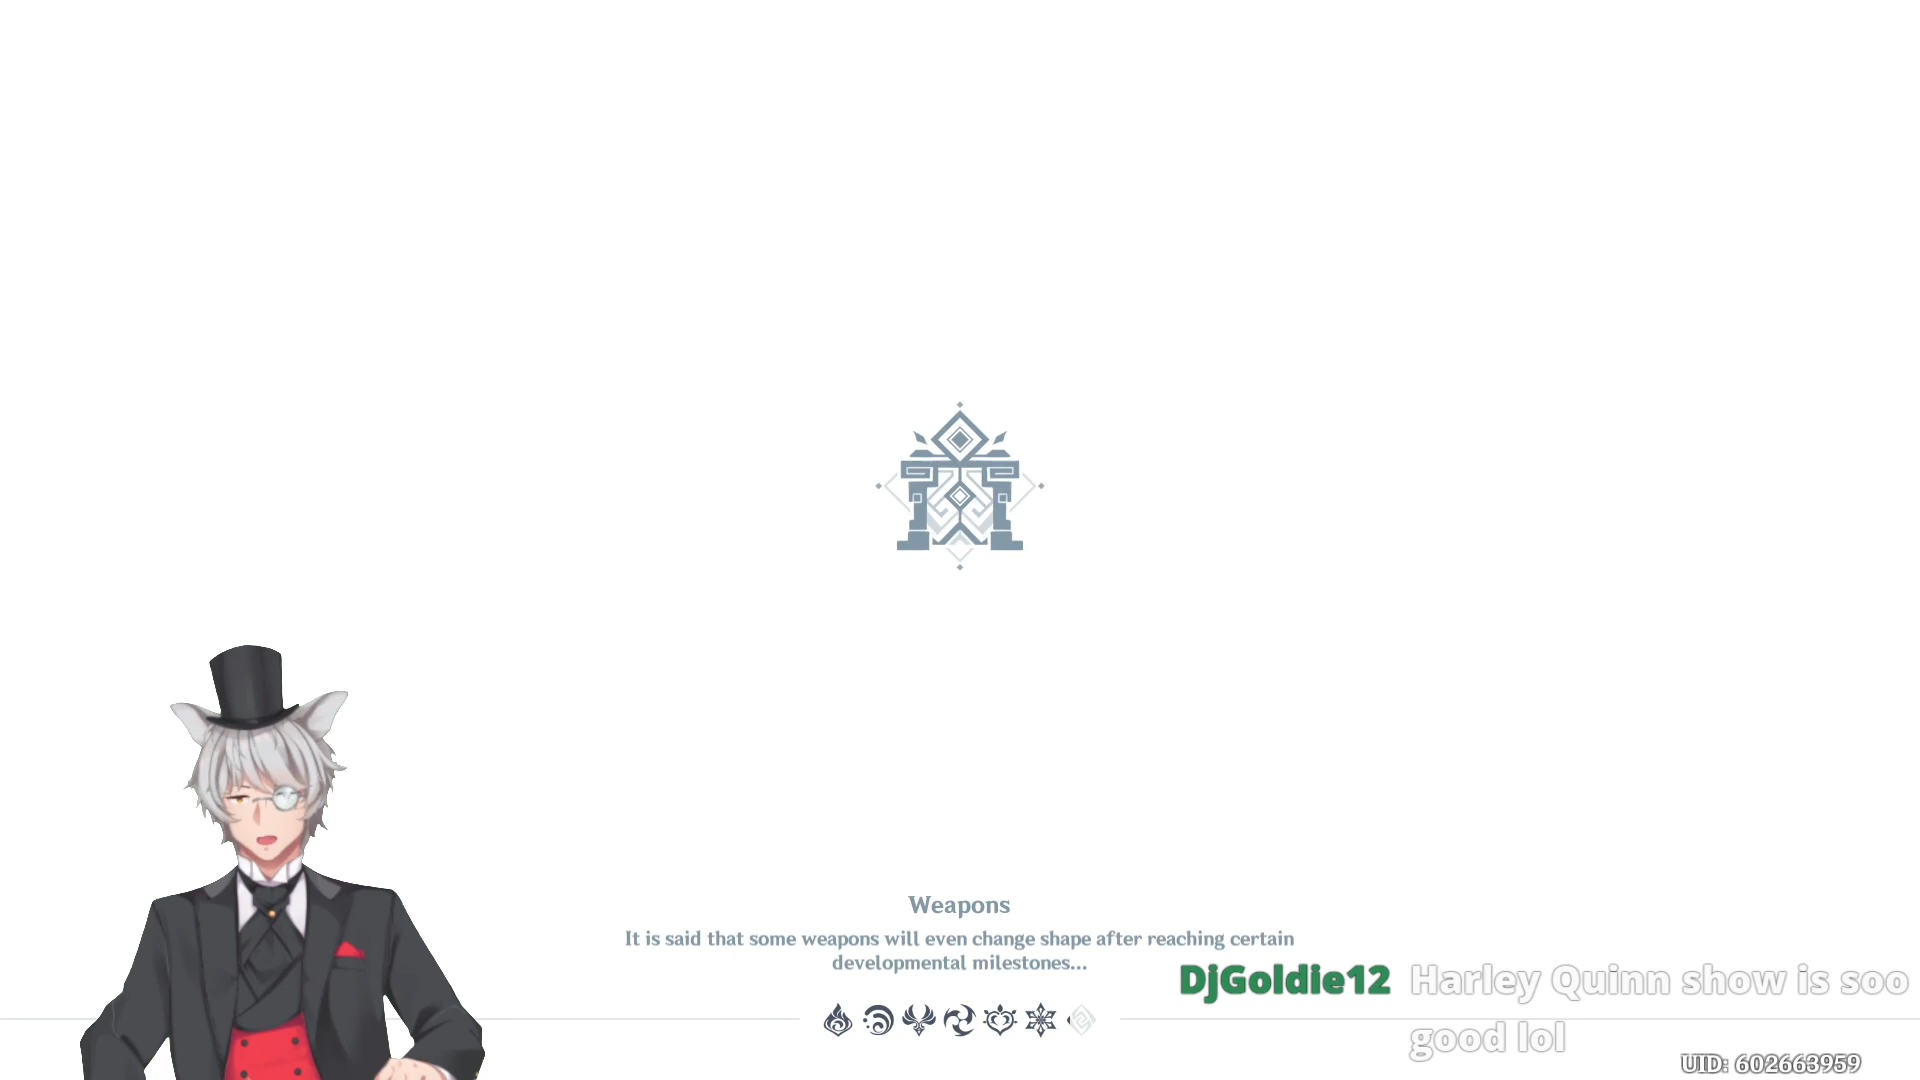 Weapons
It is said that some weapons will even change shape after reaching certain
developmental milestones...
DjGoldie12 Harley Quinn show is soo
good lol
UID: 602663959